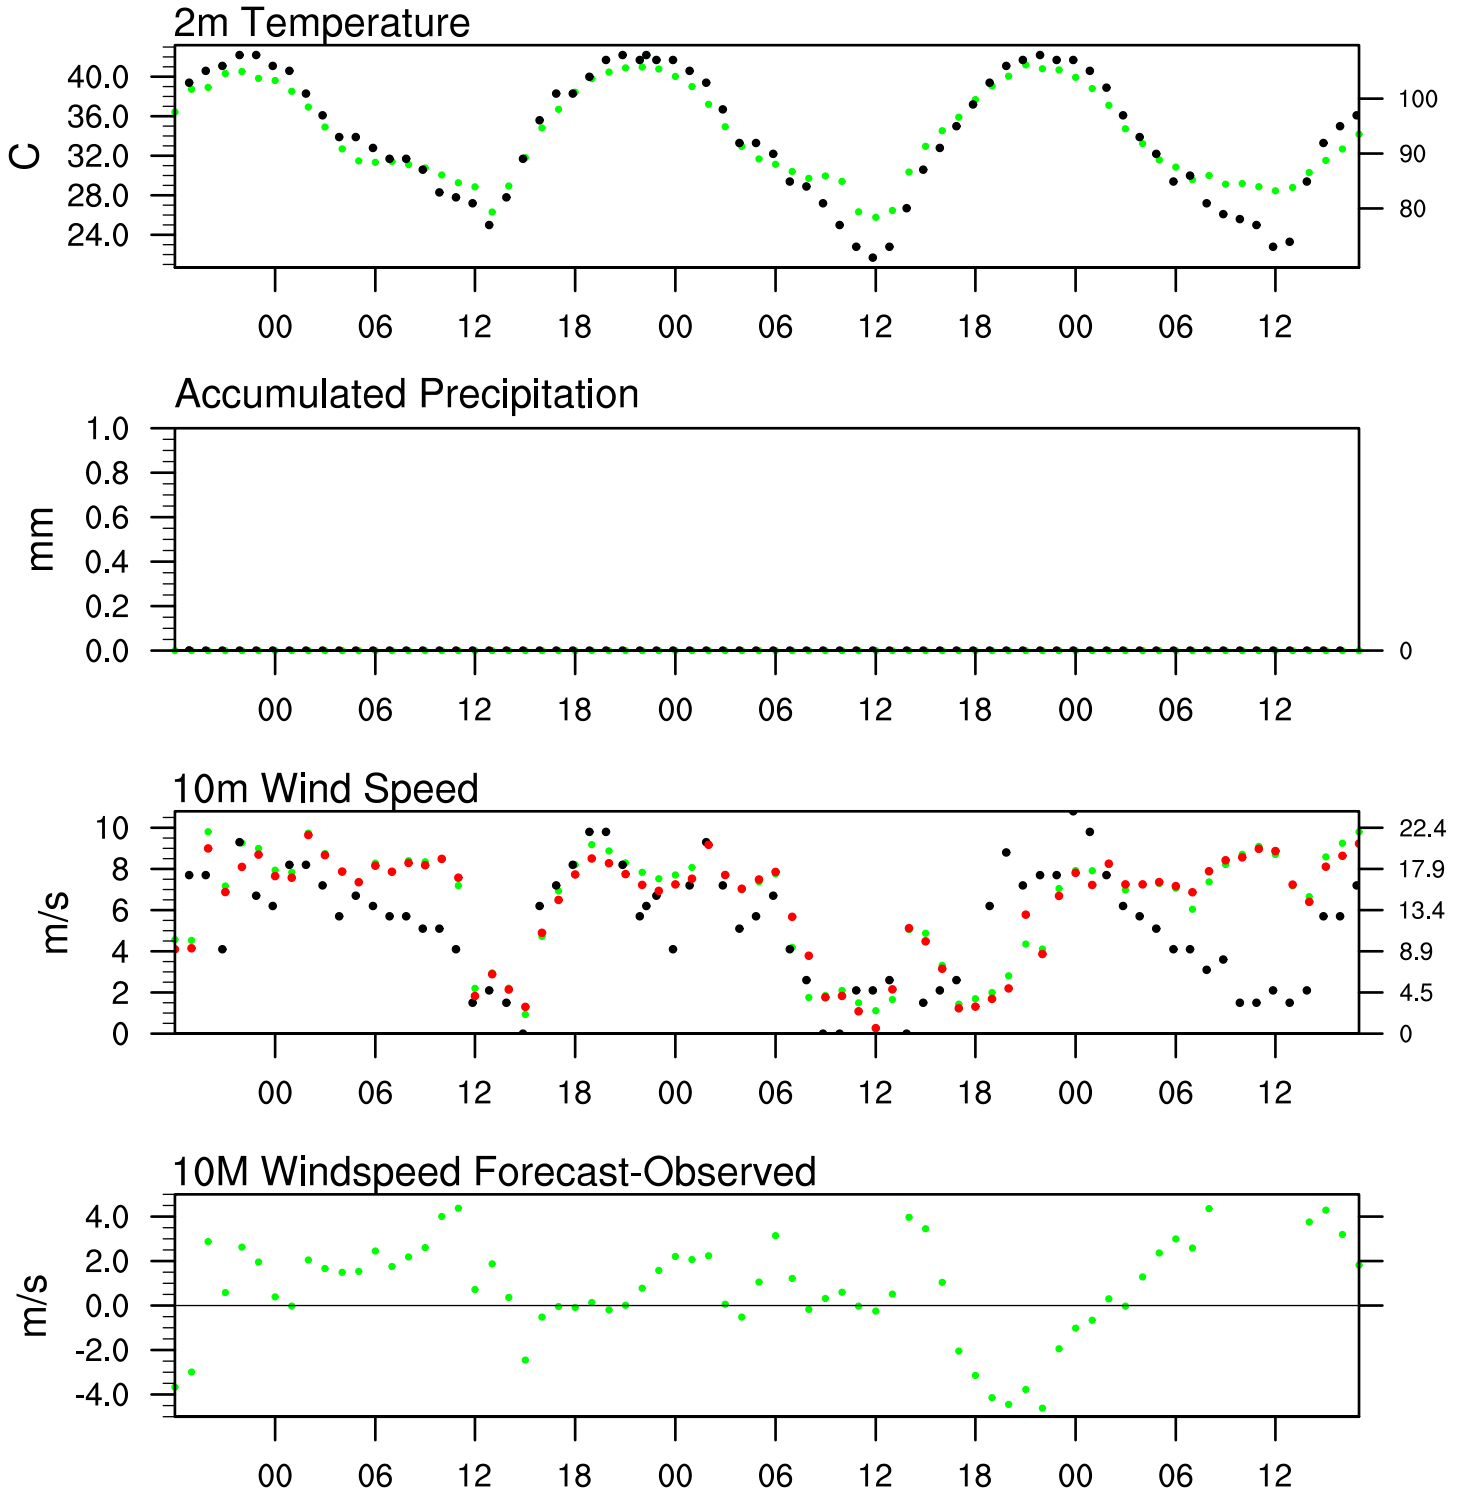 2m Temperature
40.0
36.0
32.0
28.0
24.0
C
100
90
80
00 06 12 18 00 06 12 18 00 06 12
Accumulated Precipitation
1.0
0.8
0.6
0.4
0.2
0.0
mm
0
00 06 12 18 00 06 12 18 00 06 12
10m Wind Speed
10
8
6
4
2
0
m/s
22.4
17.9
13.4
8.9
4.5
0
00 06 12 18 00 06 12 18 00 06 12
10M Windspeed Forecast-Observed
4.0
2.0
0.0
-2.0
-4.0
m/s
00 06 12 18 00 06 12 18 00 06 12